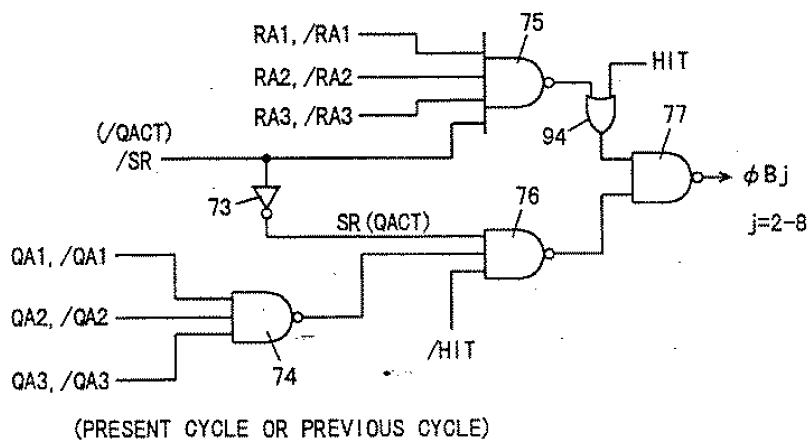 RA1, /RA1
75
RA2, /RA2
HIT
RA3, /RA3
94
77
(/QACT)
/SR
φBj
73
76
j=2-8
SR(QACT)
QA1, /QA1
QA2, /QA2
/HIT
74
QA3, /QA3
(PRESENT CYCLE OR PREVIOUS CYCLE)